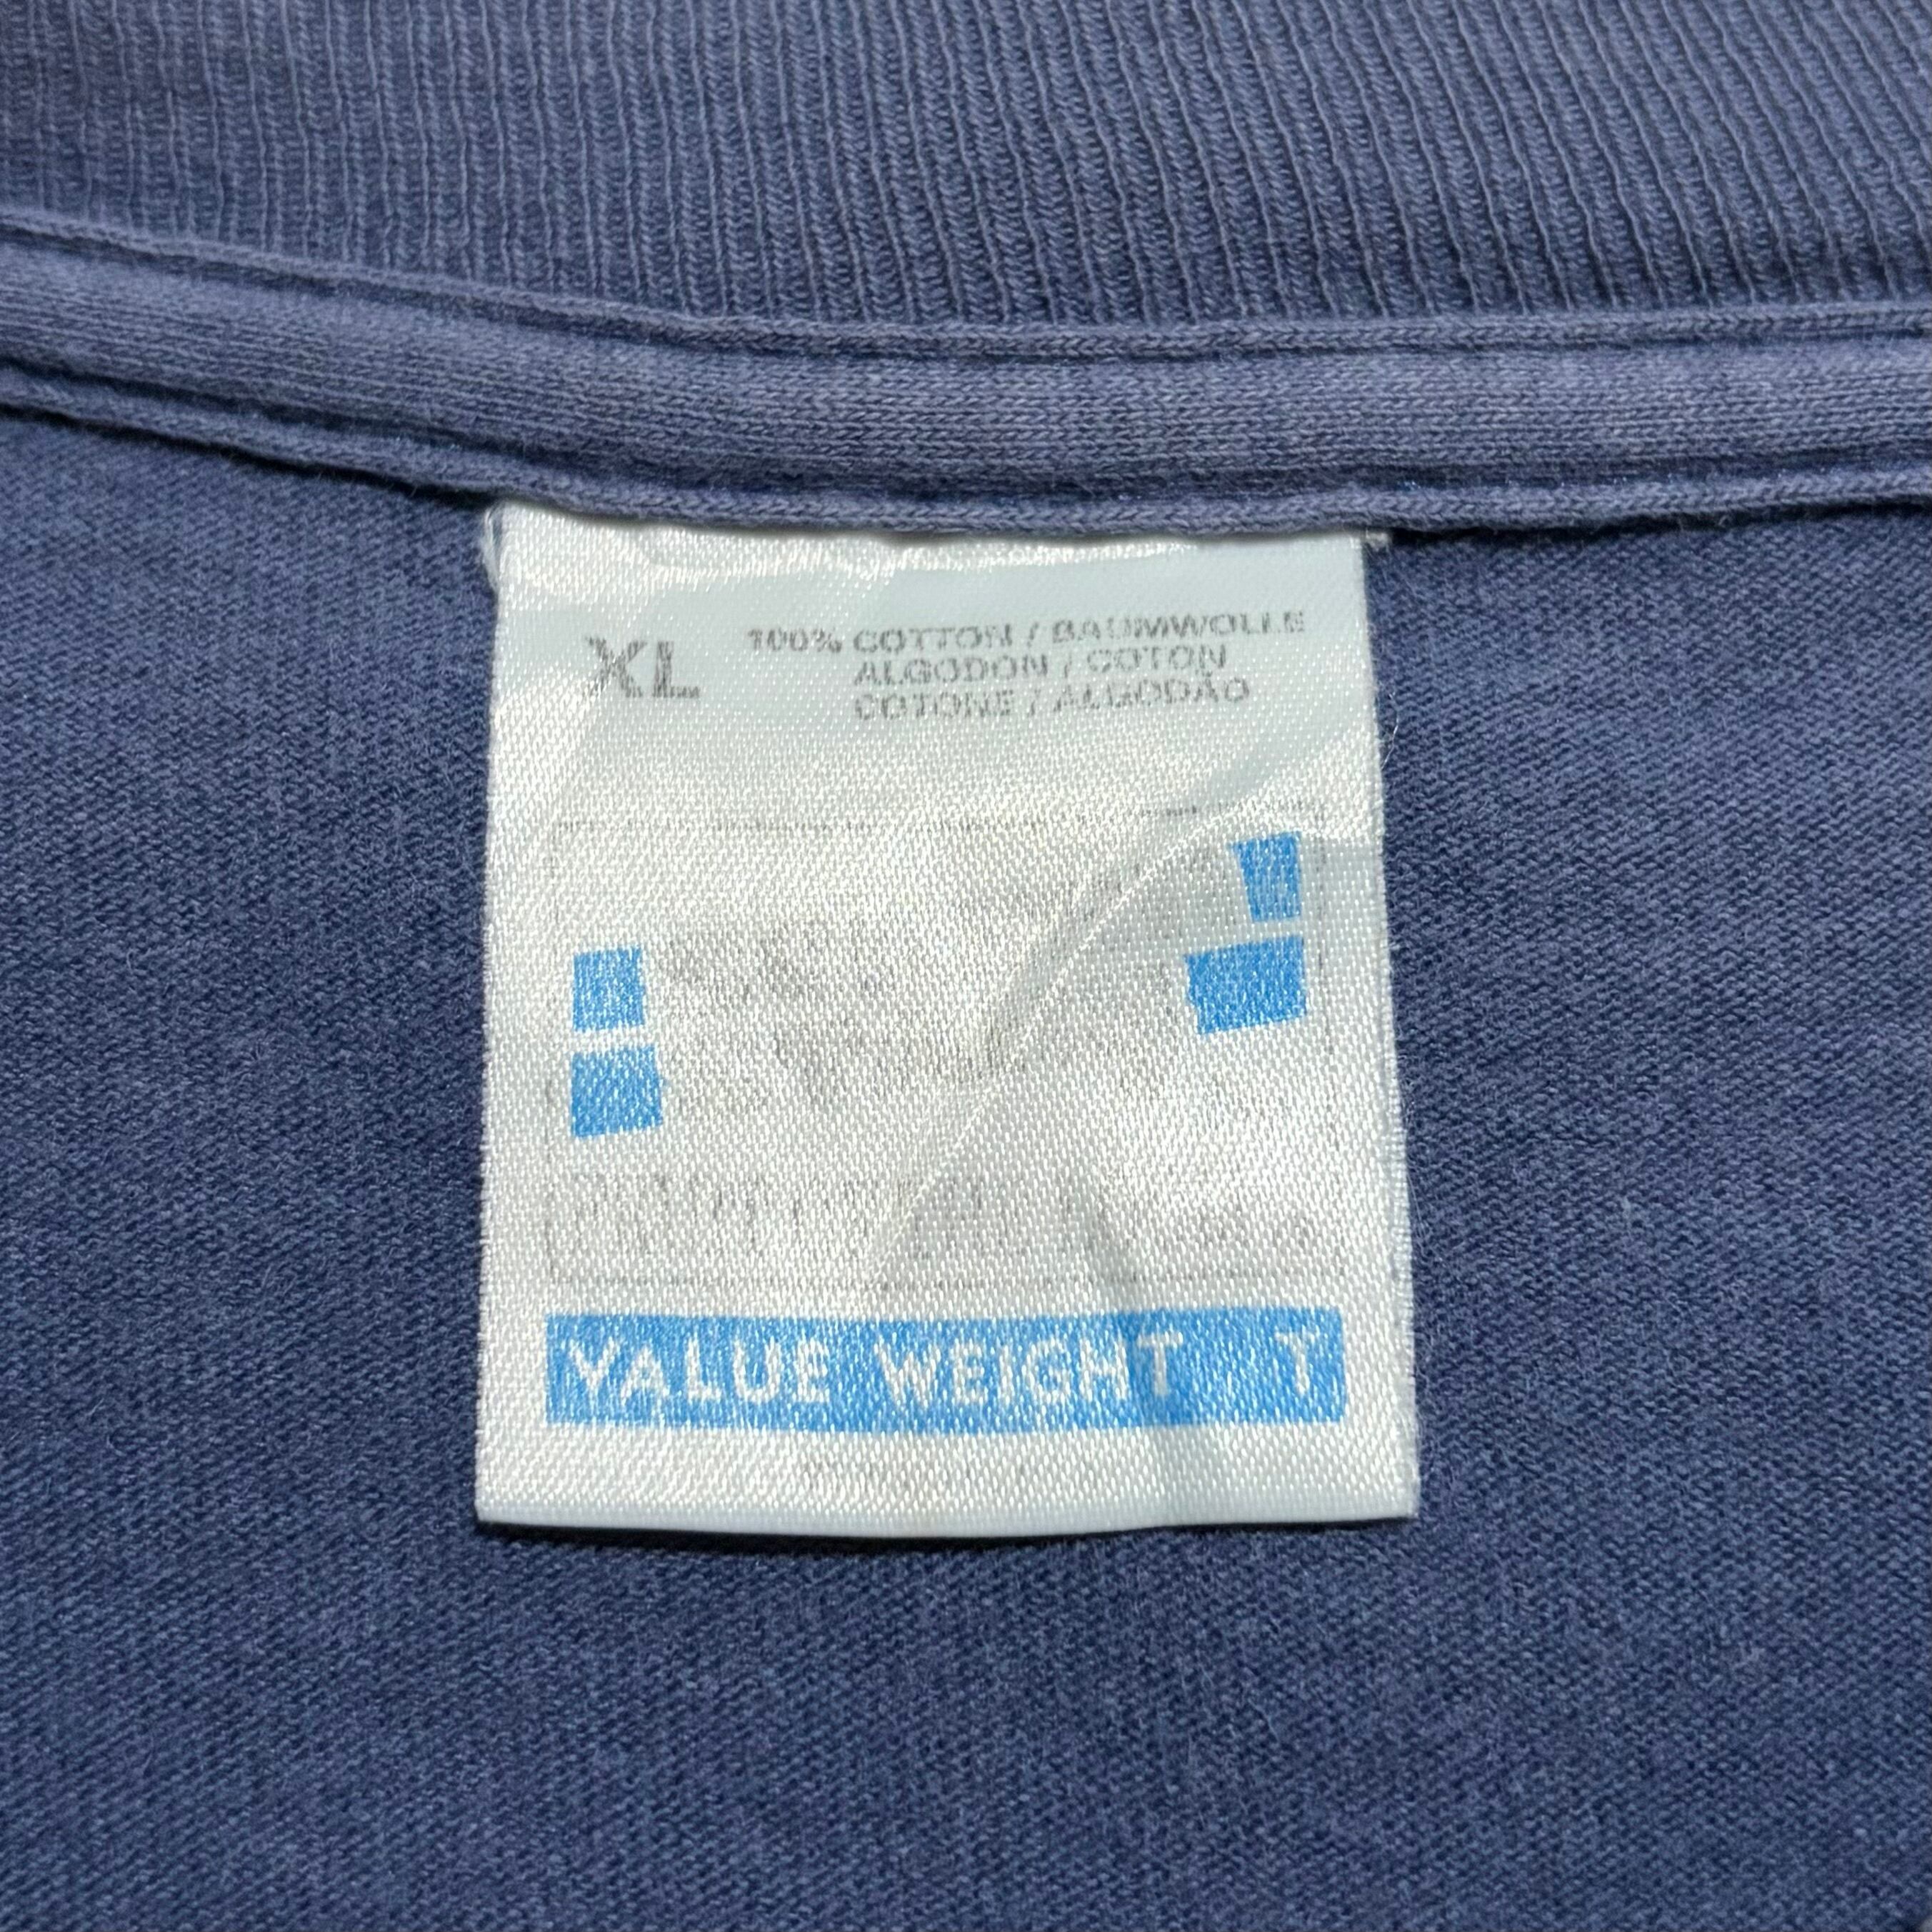 XL
100% COTTON / BAUMWOLLE
ALGODON / COTON
COTONE / ALGODÃO
VALUE WEIGHT T